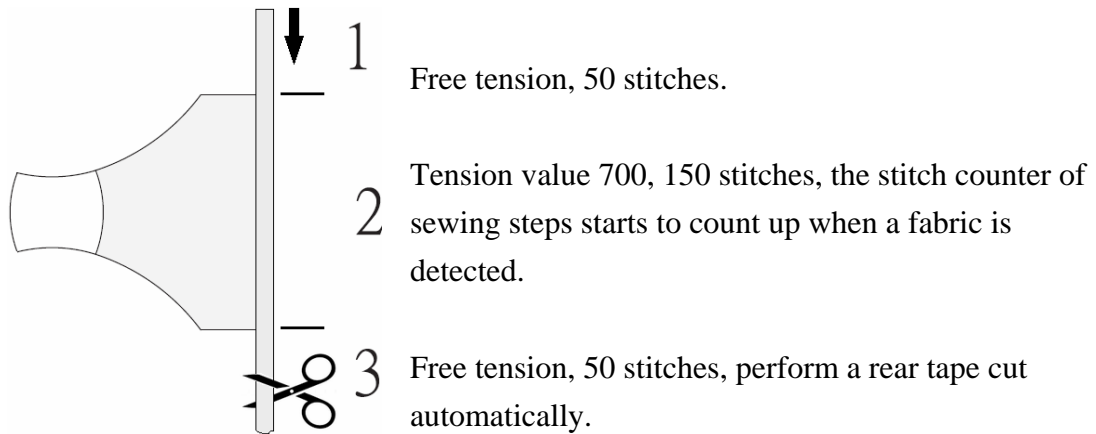 1
Free tension, 50 stitches.
2
Tension value 700, 150 stitches, the stitch counter of
sewing steps starts to count up when a fabric is
detected.
3
Free tension, 50 stitches, perform a rear tape cut
automatically.